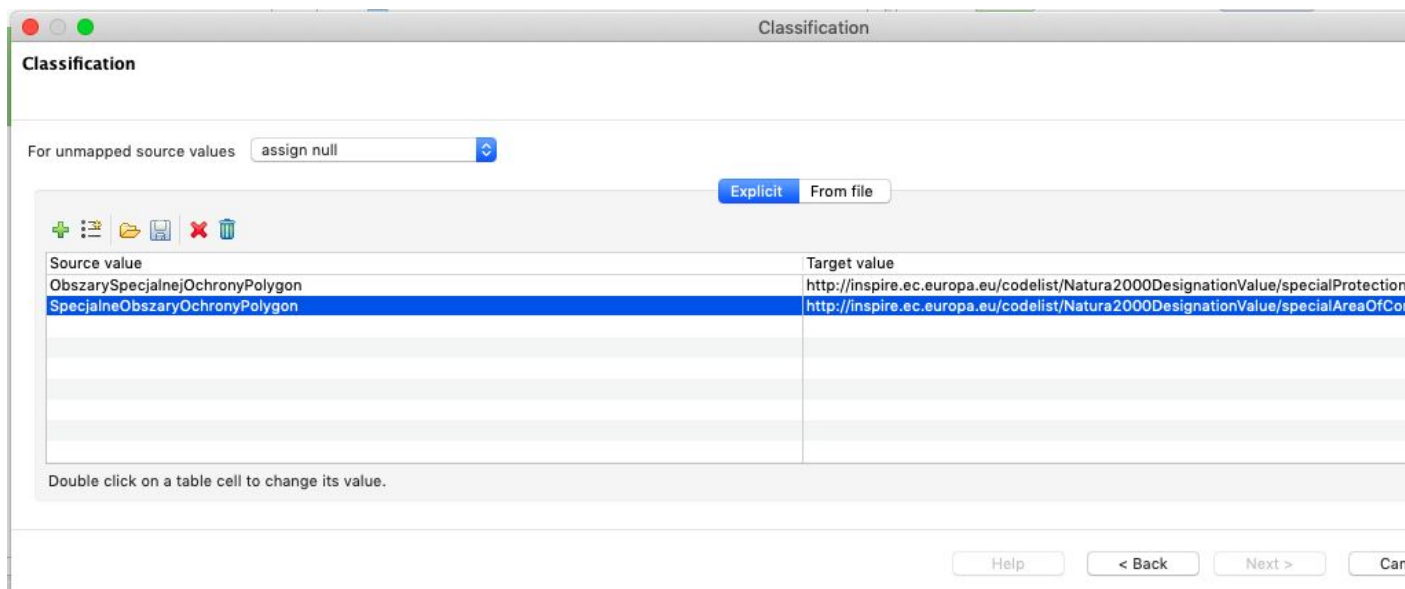 Classification
Classification
For unmapped source values assign null
Explicit From file
Source value Target value
ObszarySpecjalnejOchronyPolygon http://inspire.ec.europa.eu/codelist/Natura2000DesignationValue/specialProtection
SpecjalneObszaryOchronyPolygon http://inspire.ec.europa.eu/codelist/Natura2000DesignationValue/specialAreaOfCo
Double click on a table cell to change its value.
Help < Back Next > Can